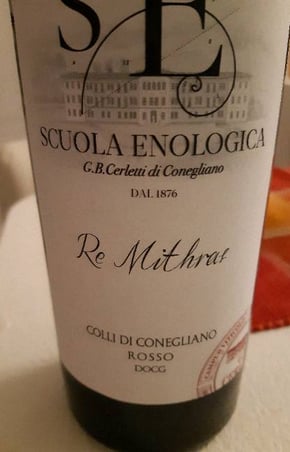 SE
SCUOLA ENOLOGICA
G.B.Cerletti di Conegliano
DAL 1876
Re Mithras
COLLI DI CONEGLIANO
ROSSO
DOCG